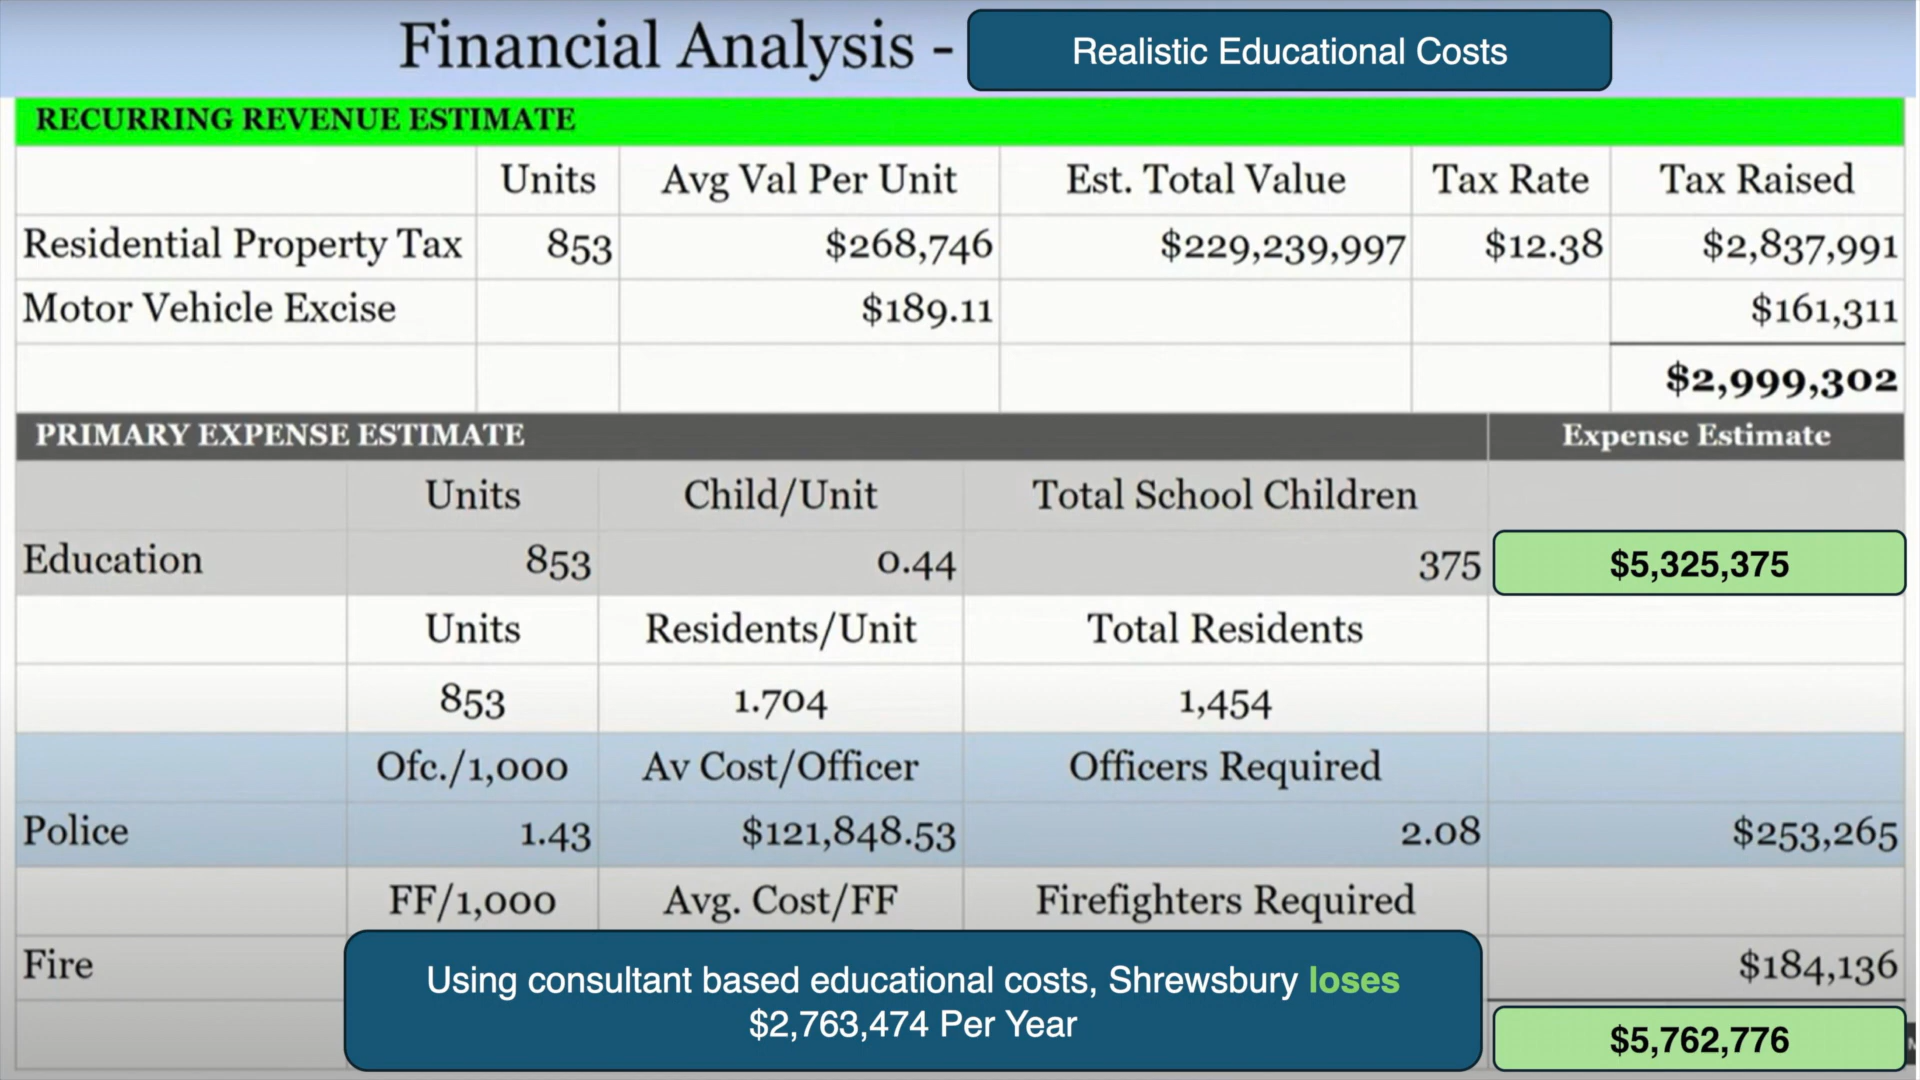 Financial Analysis - Realistic Educational Costs
RECURRING REVENUE ESTIMATE
Units Avg Val Per Unit Est. Total Value Tax Rate Tax Raised
Residential Property Tax 853 $268,746 $229,239,997 $12.38 $2,837,991
Motor Vehicle Excise $189.11 $161,311
$2,999,302
PRIMARY EXPENSE ESTIMATE Expense Estimate
Units Child/Unit Total School Children
Education 853 0.44 375 $5,325,375
Units Residents/Unit Total Residents
853 1.704 1,454
Ofc./1,000 Av Cost/Officer Officers Required
Police 1.43 $121,848.53 2.08 $253,265
FF/1,000 Avg. Cost/FF Firefighters Required
Fire $184,136
Using consultant based educational costs, Shrewsbury loses
$2,763,474 Per Year
$5,762,776